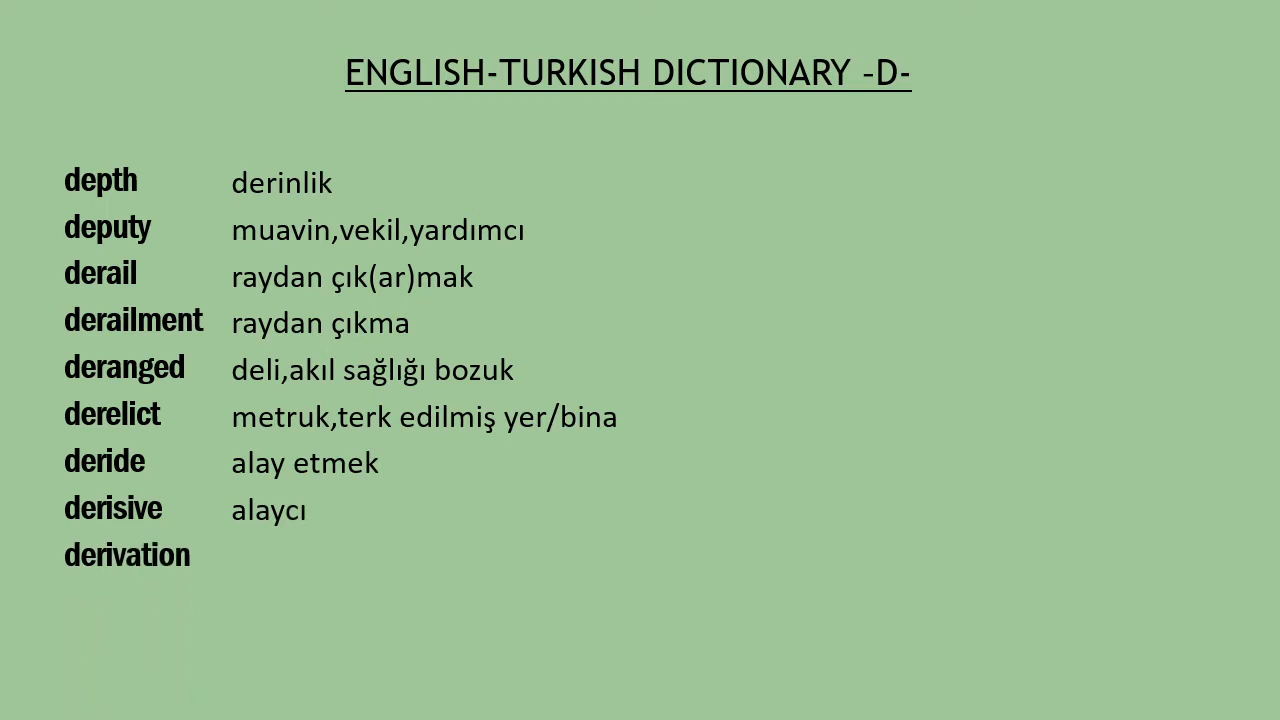 ENGLISH-TURKISH DICTIONARY –D-
depth derinlik
deputy muavin,vekil,yardımcı
derail raydan çık(ar)mak
derailment raydan çıkma
deranged deli,akıl sağlığı bozuk
derelict metruk,terk edilmiş yer/bina
deride alay etmek
derisive alaycı
derivation